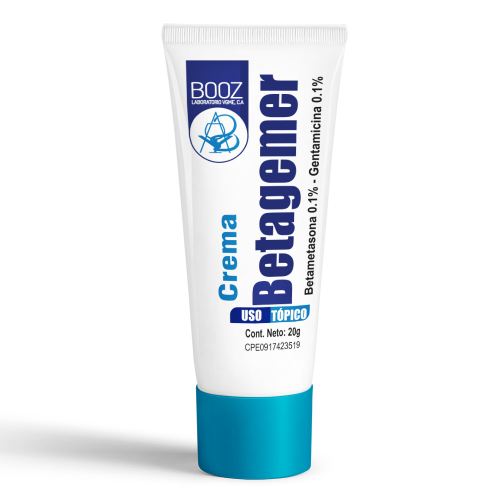 BOOZ
LABORATORIO VGME, C.A
Crema
Betagemer
Betametasona 0.1% - Gentamicina 0.1%
USO TÓPICO
Cont. Neto: 20g
CPE0917423519